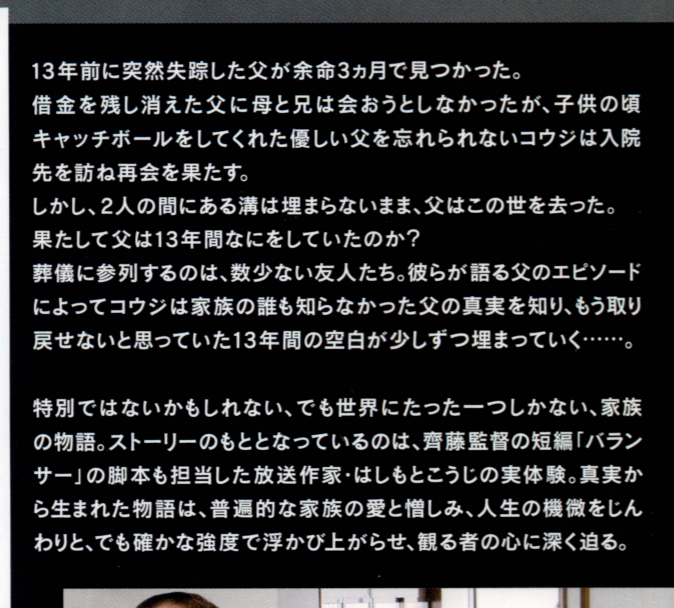 13年前に突然失踪した父が余命3ヵ月で見つかった。
借金を残し消えた父に母と兄は会おうとしなかったが、子供の頃
キャッチボールをしてくれた優しい父を忘れられないコウジは入院
先を訪ね再会を果たす。
しかし、2人の間にある溝は埋まらないまま、父はこの世を去った。
果たして父は13年間なにをしていたのか?
葬儀に参列するのは、数少ない友人たち。彼らが語る父のエピソード
によってコウジは家族の誰も知らなかった父の真実を知り、もう取り
戻せないと思っていた13年間の空白が少しずつ埋まっていく……。
特別ではないかもしれない、でも世界にたった一つしかない、家族
の物語。ストーリーのもととなっているのは、齊藤監督の短編「バラン
サー」の脚本も担当した放送作家・はしもとこうじの実体験。真実か
ら生まれた物語は、普遍的な家族の愛と憎しみ、人生の機微をじん
わりと、でも確かな強度で浮かび上がらせ、観る者の心に深く迫る。